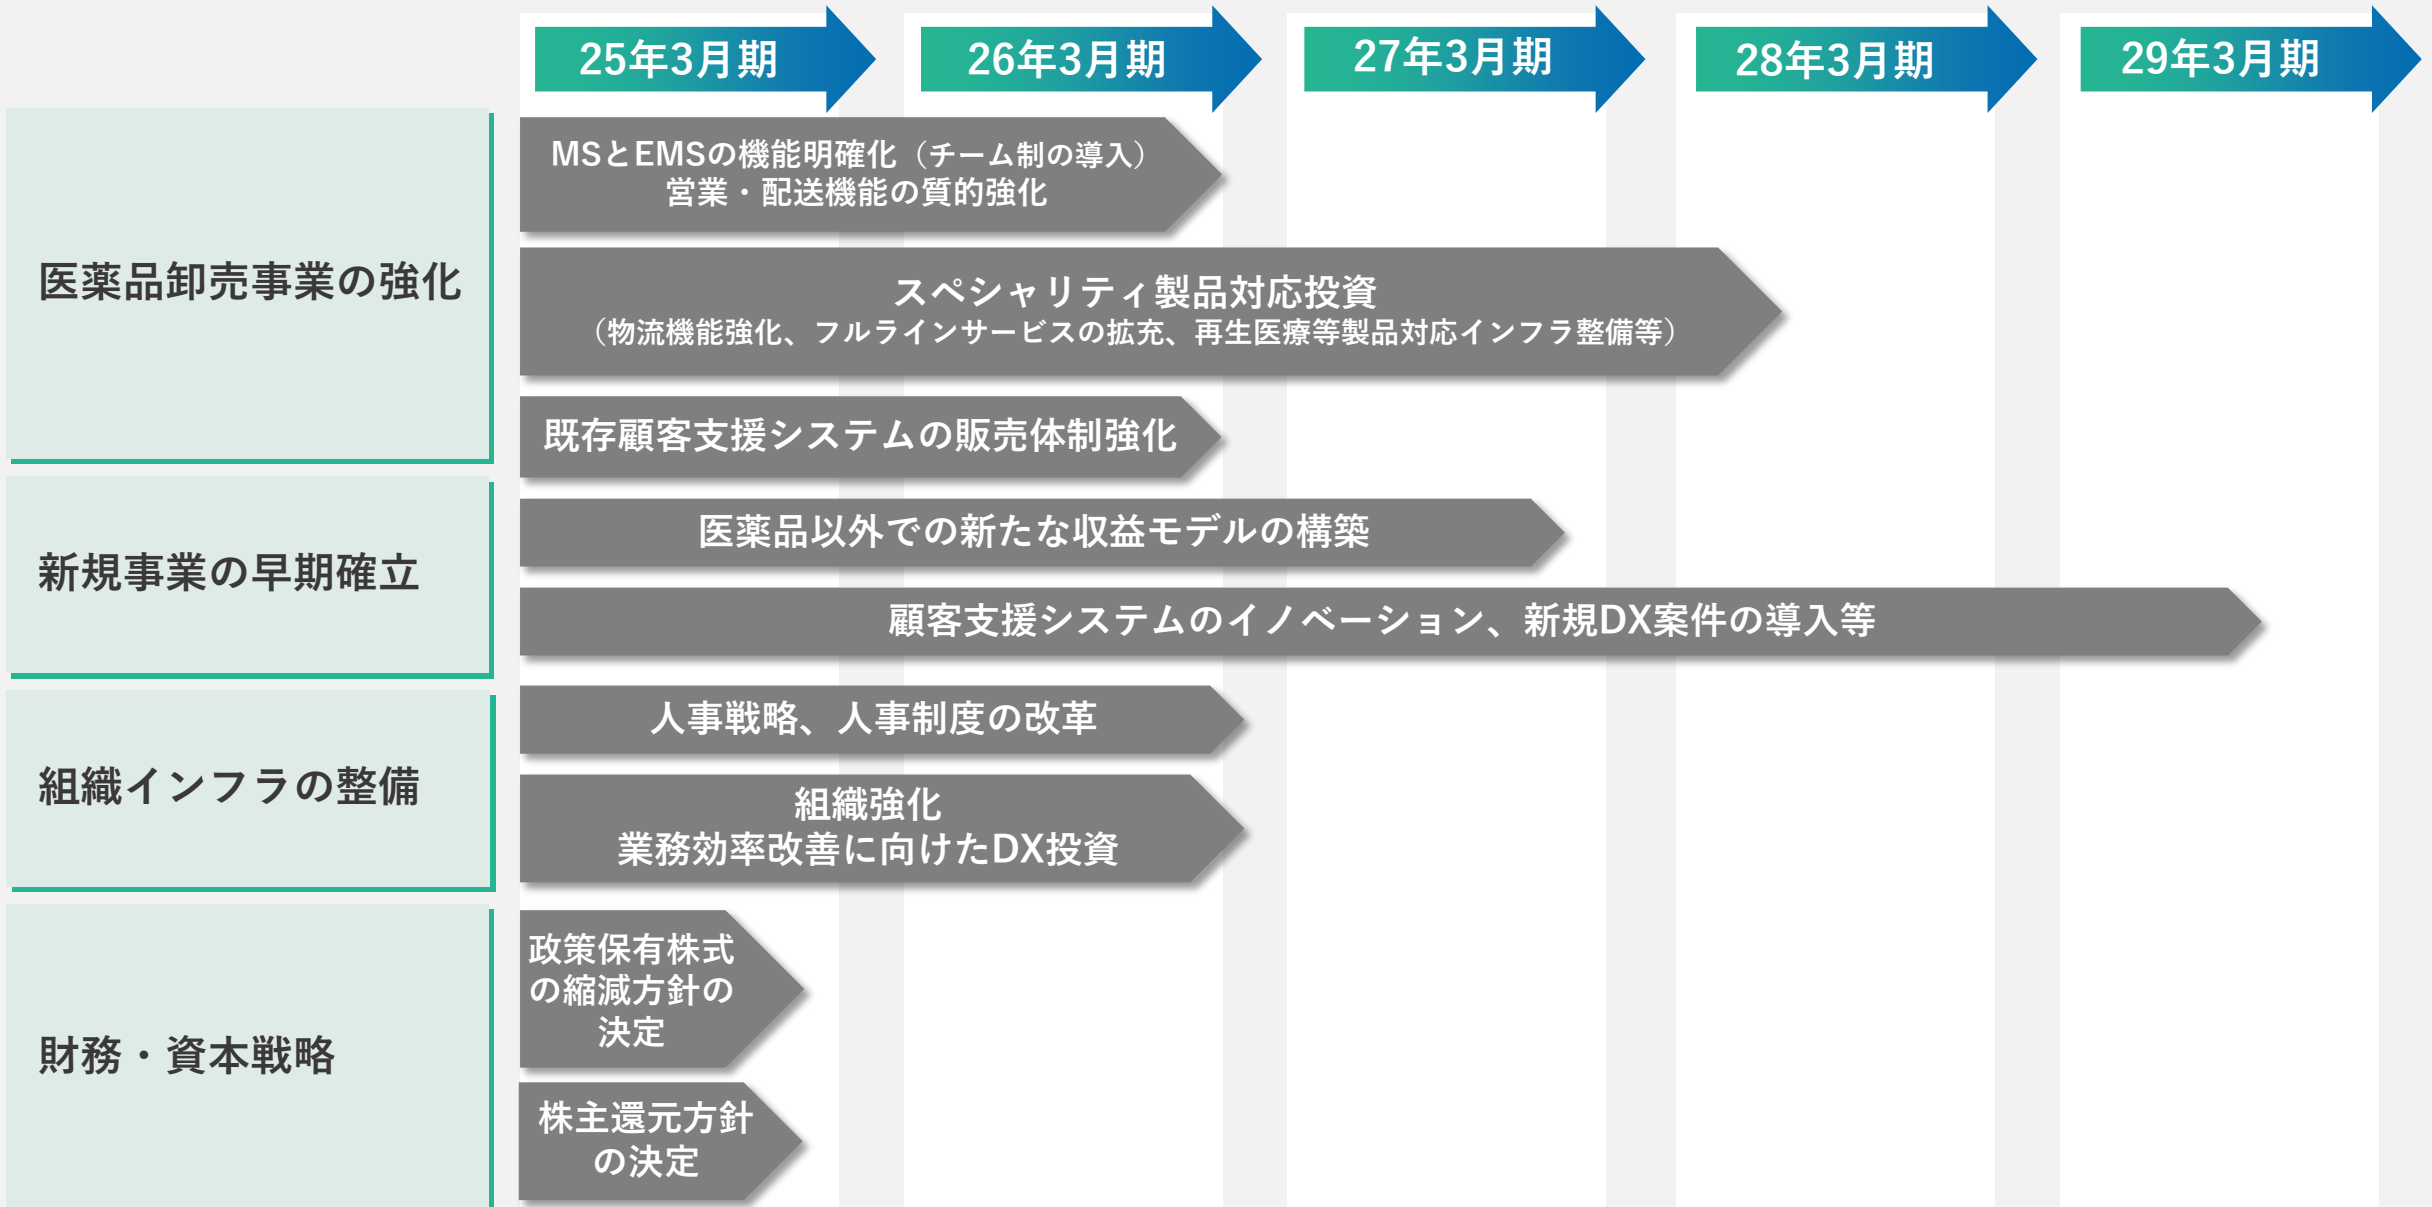 25年3月期
26年3月期
27年3月期
28年3月期
29年3月期
医薬品卸売事業の強化
MSとEMSの機能明確化（チーム制の導入）
営業・配送機能の質的強化
スペシャリティ製品対応投資
（物流機能強化、フルラインサービスの拡充、再生医療等製品対応インフラ整備等）
既存顧客支援システムの販売体制強化
新規事業の早期確立
医薬品以外での新たな収益モデルの構築
顧客支援システムのイノベーション、新規DX案件の導入等
組織インフラの整備
人事戦略、人事制度の改革
組織強化
業務効率改善に向けたDX投資
財務・資本戦略
政策保有株式
の縮減方針の
決定
株主還元方針
の決定